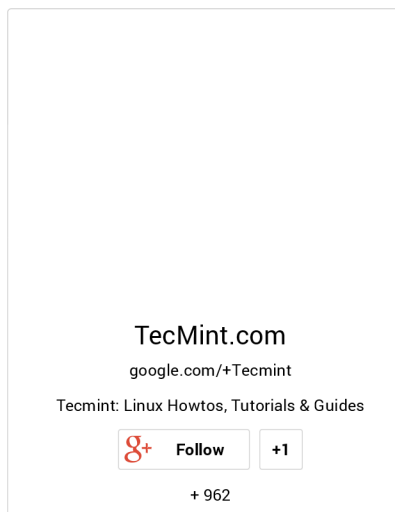 TecMint.com
google.com/+Tecmint
Tecmint: Linux Howtos, Tutorials & Guides
g+ Follow +1
+ 962